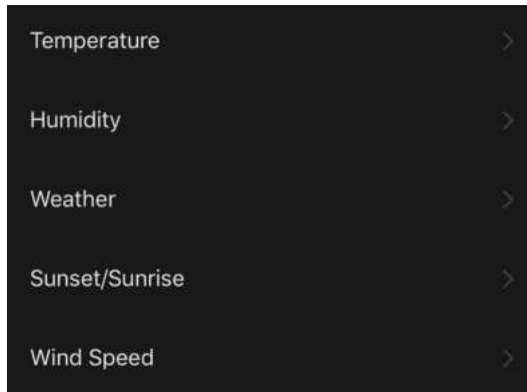 Temperature
Humidity
Weather
Sunset/Sunrise
Wind Speed